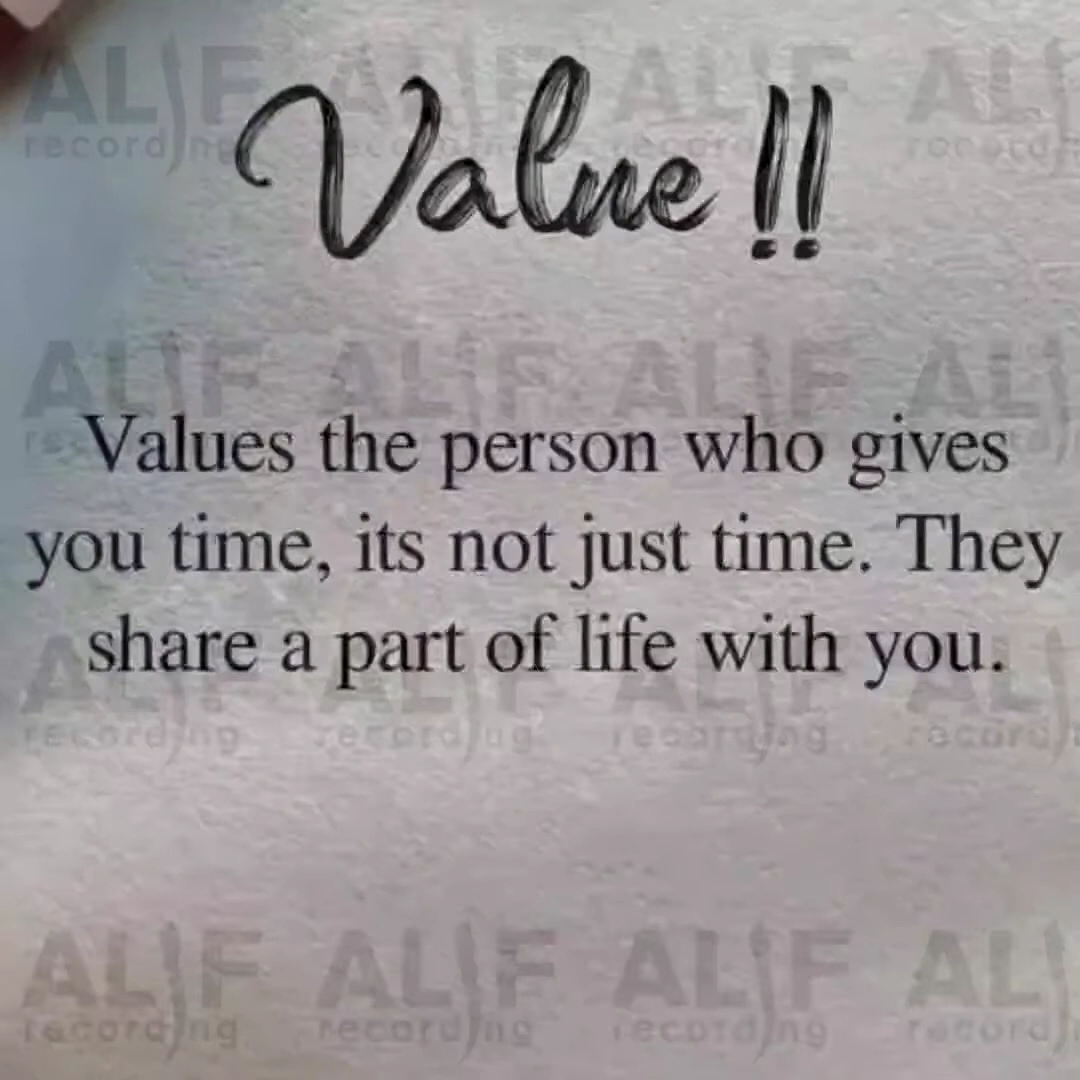 Value !!
Values the person who gives
you time, its not just time. They
share a part of life with you.
ALIF ALIF ALIF ALI
recording recording recording record